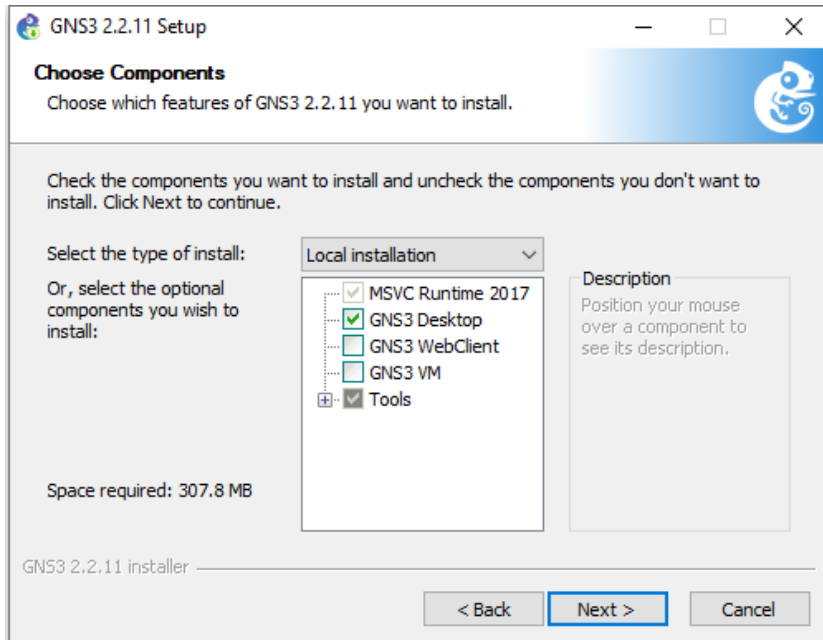 GNS3 2.2.11 Setup
Choose Components
Choose which features of GNS3 2.2.11 you want to install.
Check the components you want to install and uncheck the components you don't want to
install. Click Next to continue.
Select the type of install:
Local installation
Or, select the optional
components you wish to
install:
MSVC Runtime 2017
GNS3 Desktop
GNS3 WebClient
GNS3 VM
Tools
Description
Position your mouse
over a component to
see its description.
Space required: 307.8 MB
GNS3 2.2.11 installer
< Back
Next >
Cancel